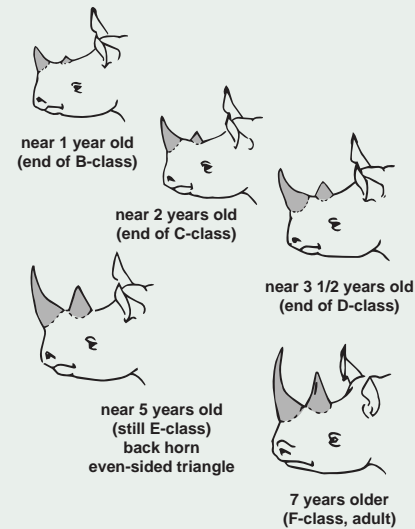 near 1 year old
(end of B-class)
near 2 years old
(end of C-class)
near 3 1/2 years old
(end of D-class)
near 5 years old
(still E-class)
back horn
even-sided triangle
7 years older
(F-class, adult)